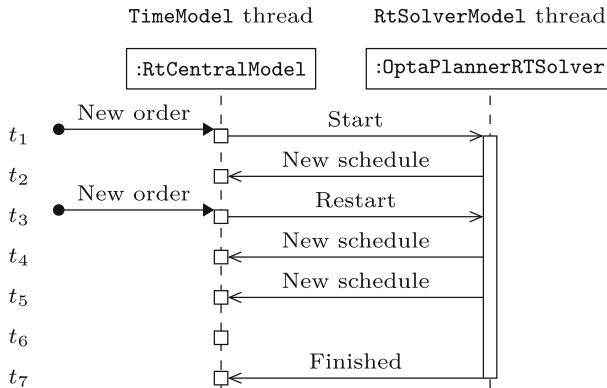 TimeModel thread RtSolverModel thread
:RtCentralModel :OptaPlannerRTSolver
New order
t1 Start
t2 New schedule
New order
t3 Restart
t4 New schedule
t5 New schedule
t6
t7 Finished